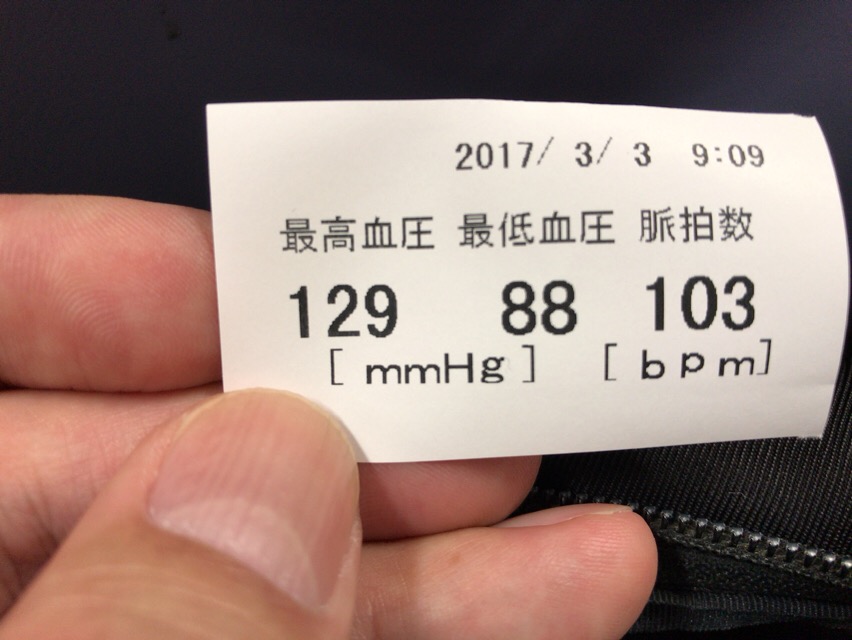 2017/ 3/ 3 9:09
最高血圧 最低血圧 脈拍数
129 88 103
[ mmHg ] [ bpm]